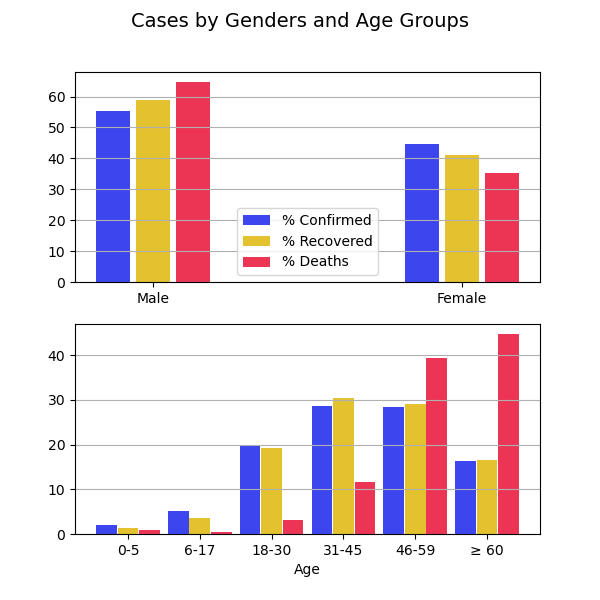 Cases by Genders and Age Groups
60
50
40
30
20
10
0
% Confirmed
% Recovered
% Deaths
Male Female
40
30
20
10
0
0-5 6-17 18-30 31-45 46-59 ≥ 60
Age